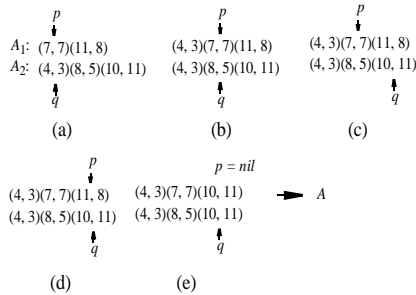 p
p
p
A1: (7, 7)(11, 8)
(4, 3)(7, 7)(11, 8)
(4, 3)(7, 7)(11, 8)
A2: (4, 3)(8, 5)(10, 11)
(4, 3)(8, 5)(10, 11)
(4, 3)(8, 5)(10, 11)
q
q
q
(a)
(b)
(c)
p
p = nil
(4, 3)(7, 7)(11, 8)
(4, 3)(7, 7)(10, 11)
A
(4, 3)(8, 5)(10, 11)
(4, 3)(8, 5)(10, 11)
q
q
(d)
(e)